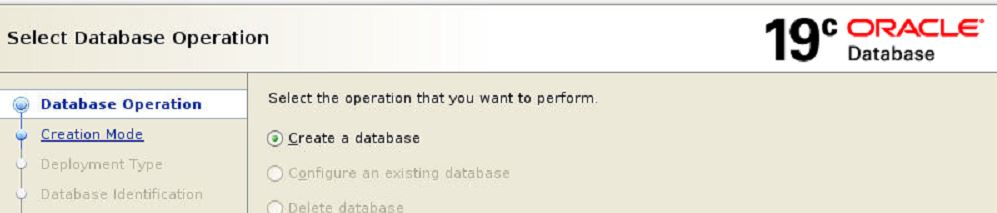 Select Database Operation
19c ORACLE
Database
Database Operation
Creation Mode
Deployment Type
Database Identification
Select the operation that you want to perform.
Create a database
Configure an existing database
Delete database